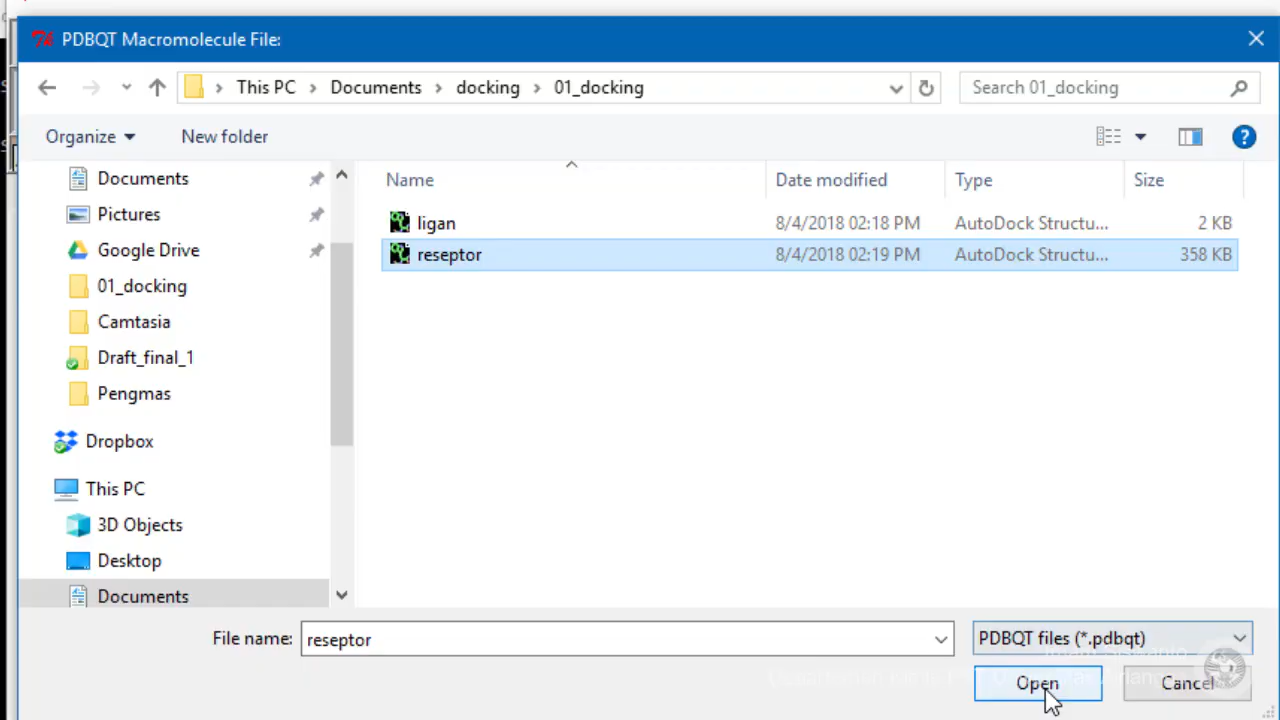 PDBQT Macromolecule File:
This PC > Documents > docking > 01_docking
Search 01_docking
Organize
New folder
Name
Date modified
Type
Size
ligan
8/4/2018 02:18 PM
AutoDock Structu...
2 KB
reseptor
8/4/2018 02:19 PM
AutoDock Structu...
358 KB
Documents
Pictures
Google Drive
01_docking
Camtasia
Draft_final_1
Pengmas
Dropbox
This PC
3D Objects
Desktop
Documents
File name:
reseptor
PDBQT files (*.pdbqt)
Open
Cancel